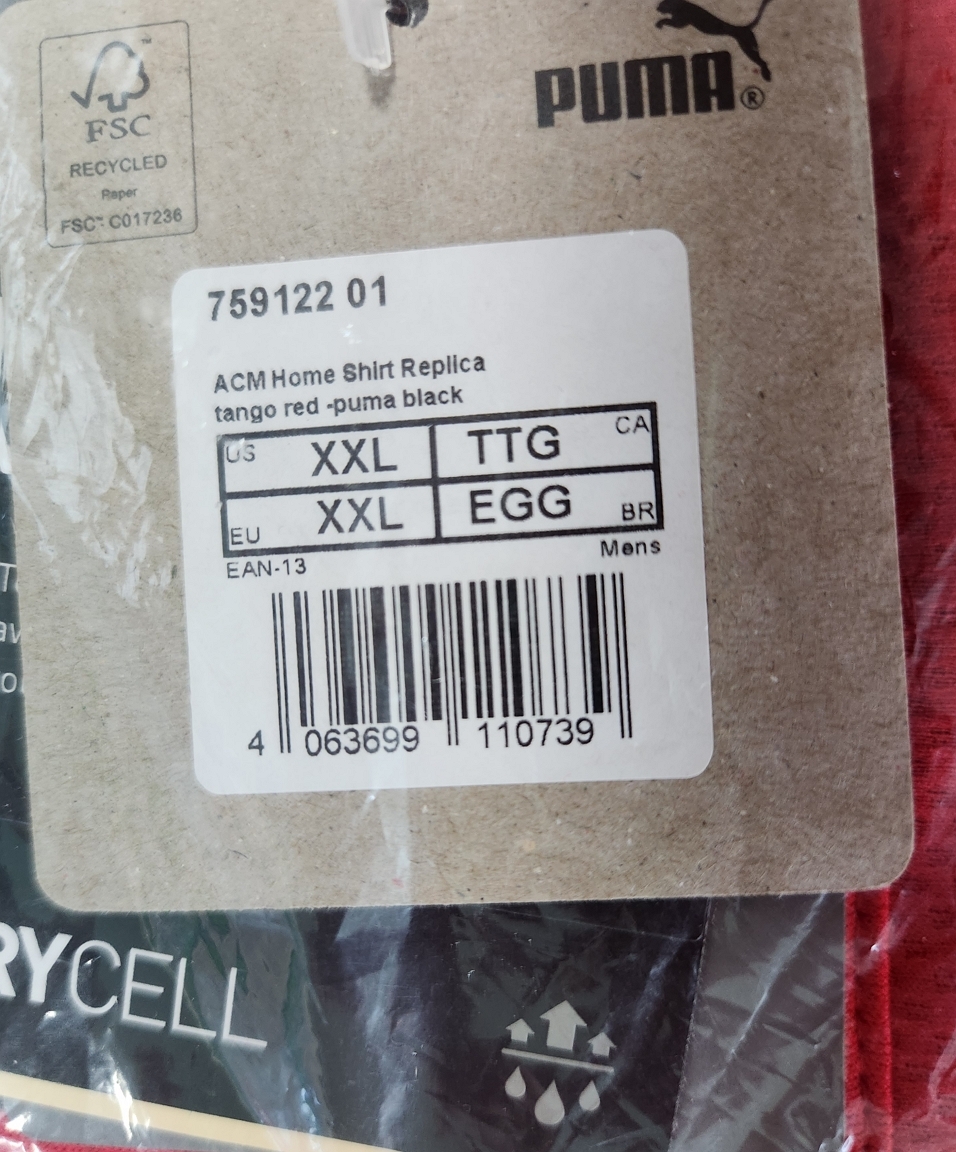 FSC
RECYCLED
Paper
FSC™ C017236
PUMA®
759122 01
ACM Home Shirt Replica
tango red -puma black
US XXL TTG CA
EU XXL EGG BR
EAN-13 Mens
4 063699 110739
RYCELL